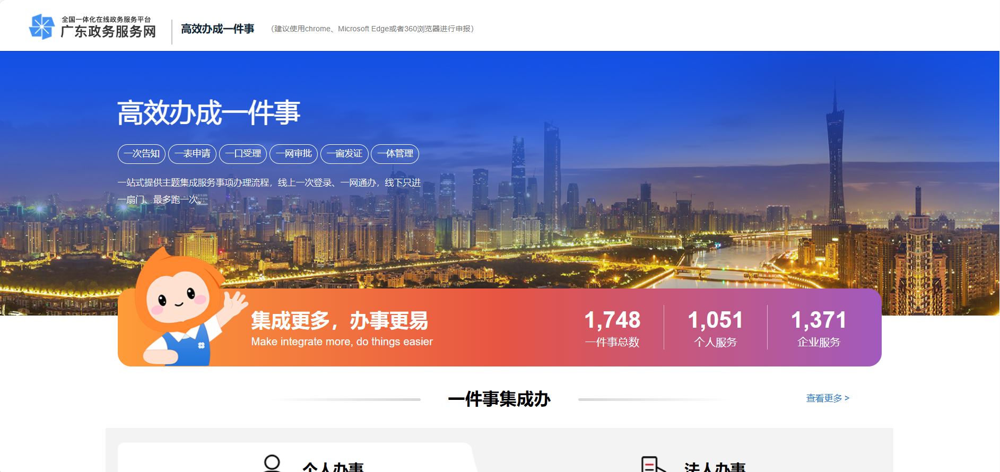 全国一体化在线政务服务平台
广东政务服务网
高效办成一件事
（建议使用chrome、Microsoft Edge或者360浏览器进行申报）
高效办成一件事
一次告知
一表申请
一口受理
一网审批
一窗发证
一体管理
一站式提供主题集成服务事项办理流程，线上一次登录、一网通办，线下只进
一扇门、最多跑一次。
集成更多，办事更易
Make integrate more, do things easier
1,748
一件事总数
1,051
个人服务
1,371
企业服务
一件事集成办
查看更多 >
个人办事
法人办事